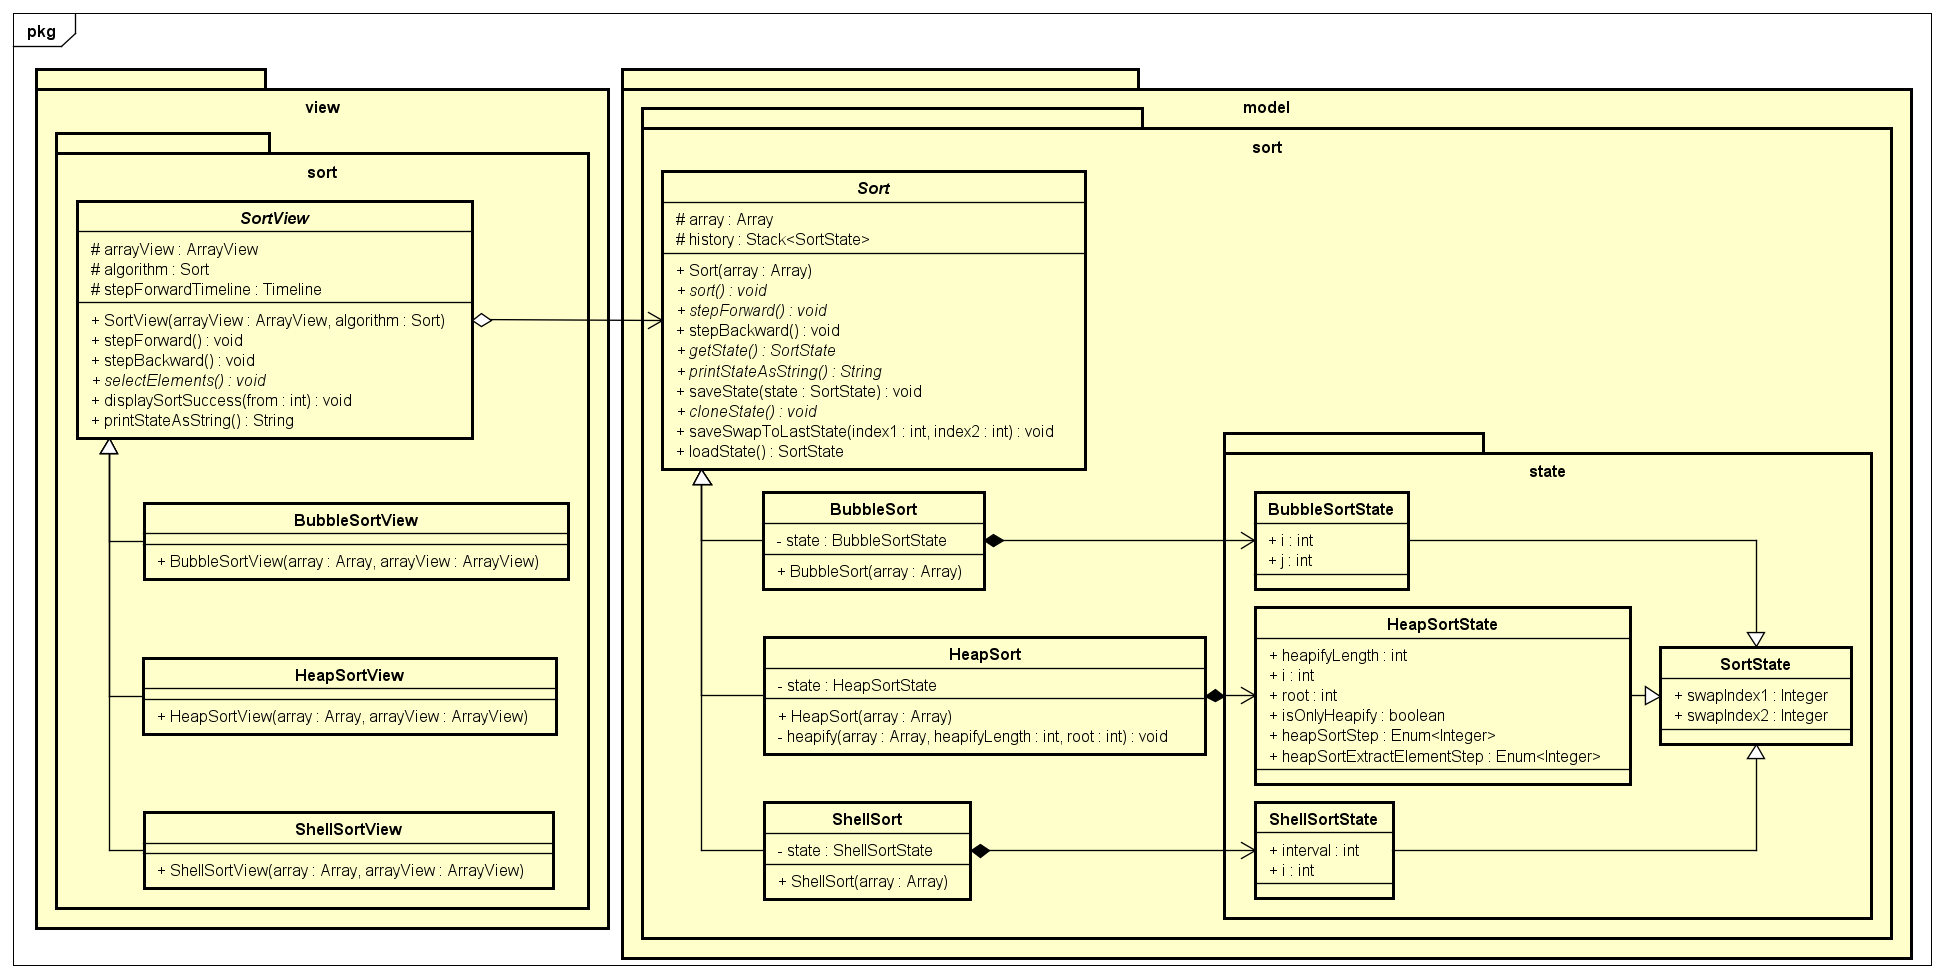 pkg
view
sort
SortView
# arrayView : ArrayView
# algorithm : Sort
# stepForwardTimeline : Timeline
+ SortView(arrayView : ArrayView, algorithm : Sort)
+ stepForward() : void
+ stepBackward() : void
+ selectElements() : void
+ displaySortSuccess(from : int) : void
+ printStateAsString() : String
BubbleSortView
+ BubbleSortView(array : Array, arrayView : ArrayView)
HeapSortView
+ HeapSortView(array : Array, arrayView : ArrayView)
ShellSortView
+ ShellSortView(array : Array, arrayView : ArrayView)
model
sort
Sort
# array : Array
# history : Stack<SortState>
+ Sort(array : Array)
+ sort() : void
+ stepForward() : void
+ stepBackward() : void
+ getState() : SortState
+ printStateAsString() : String
+ saveState(state : SortState) : void
+ cloneState() : void
+ saveSwapToLastState(index1 : int, index2 : int) : void
+ loadState() : SortState
BubbleSort
- state : BubbleSortState
+ BubbleSort(array : Array)
HeapSort
- state : HeapSortState
+ HeapSort(array : Array)
- heapify(array : Array, heapifyLength : int, root : int) : void
ShellSort
- state : ShellSortState
+ ShellSort(array : Array)
state
BubbleSortState
+ i : int
+ j : int
HeapSortState
+ heapifyLength : int
+ i : int
+ root : int
+ isOnlyHeapify : boolean
+ heapSortStep : Enum<Integer>
+ heapSortExtractElementStep : Enum<Integer>
ShellSortState
+ interval : int
+ i : int
SortState
+ swapIndex1 : Integer
+ swapIndex2 : Integer